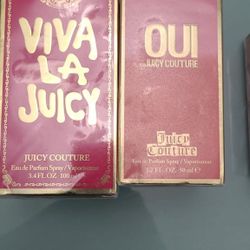 VIVA
LA
JUICY
JUICY COUTURE
Eau de Parfum Spray / Vaporisateur
3.4 FL. OZ 100 ml
OUI
JUICY COUTURE
Juicy
Couture
Eau de Parfum Spray / Vaporisateur
1.7 FL. OZ 50 ml